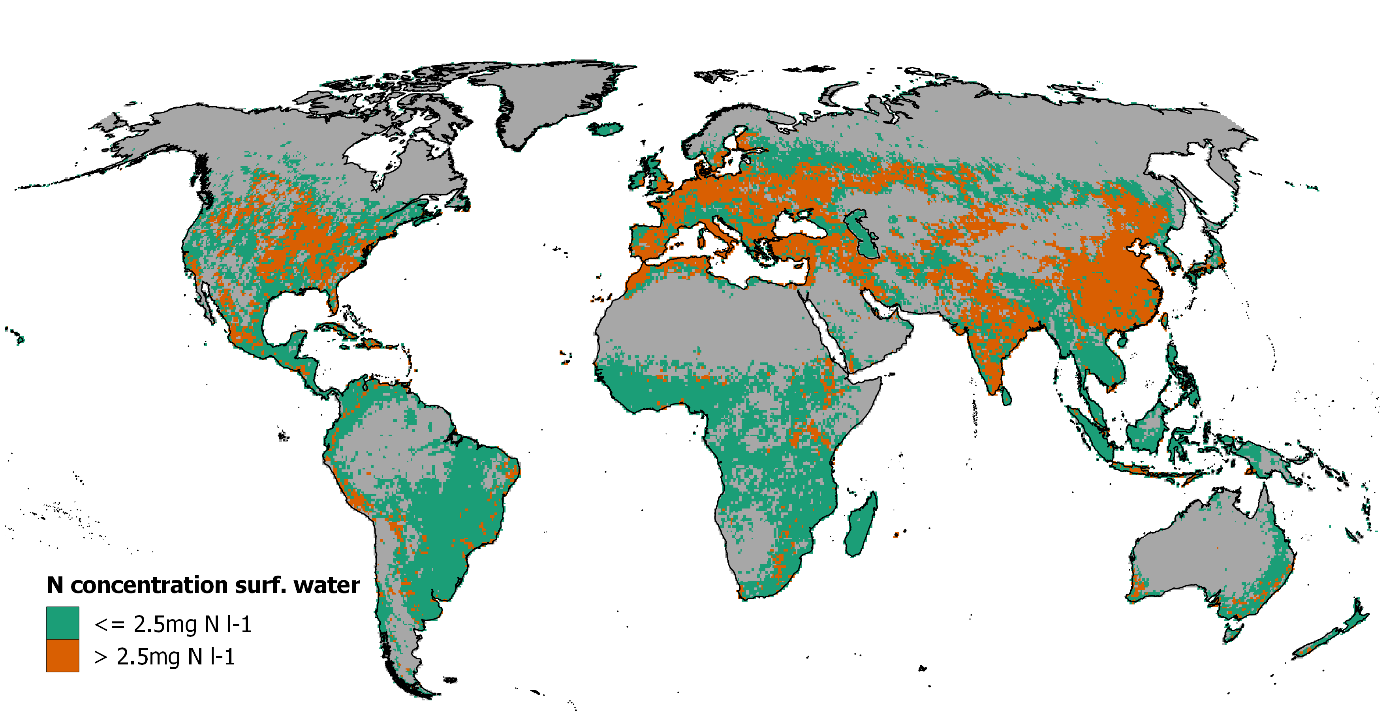 N concentration surf. water
<= 2.5mg N l-1
> 2.5mg N l-1